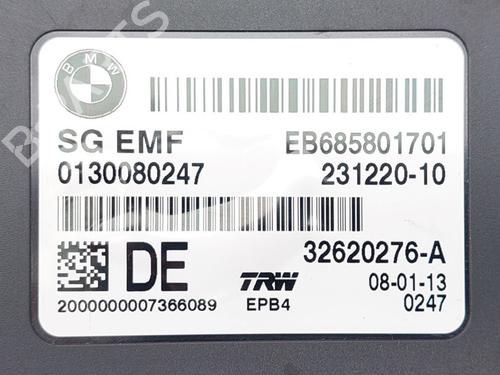 BMW
SG EMF EB685801701
0130080247 231220-10
DE 32620276-A
TRW 08-01-13
2000000007366089 EPB4 0247